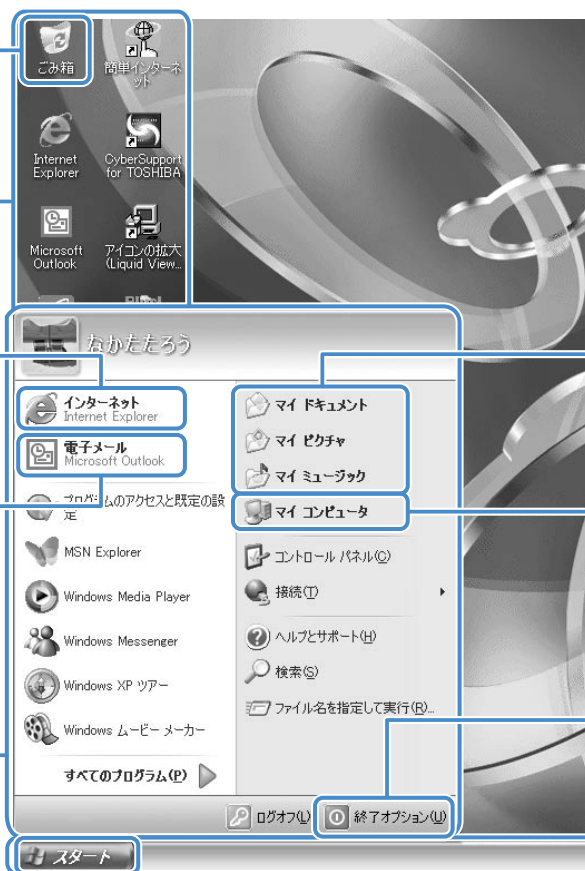 ごみ箱
簡単インターネ
ット
Internet
Explorer
CyberSupport
for TOSHIBA
Microsoft
Outlook
アイコンの拡大
(Liquid View...
なかたたろう
インターネット
Internet Explorer
電子メール
Microsoft Outlook
プログラムのアクセスと既定の設
定
MSN Explorer
Windows Media Player
Windows Messenger
Windows XP ツアー
Windows ムービー メーカー
すべてのプログラム(P)
マイ ドキュメント
マイ ピクチャ
マイ ミュージック
マイ コンピュータ
コントロール パネル(C)
接続(T)
ヘルプとサポート(H)
検索(S)
ファイル名を指定して実行(R)...
ログオフ(L)
終了オプション(U)
スタート